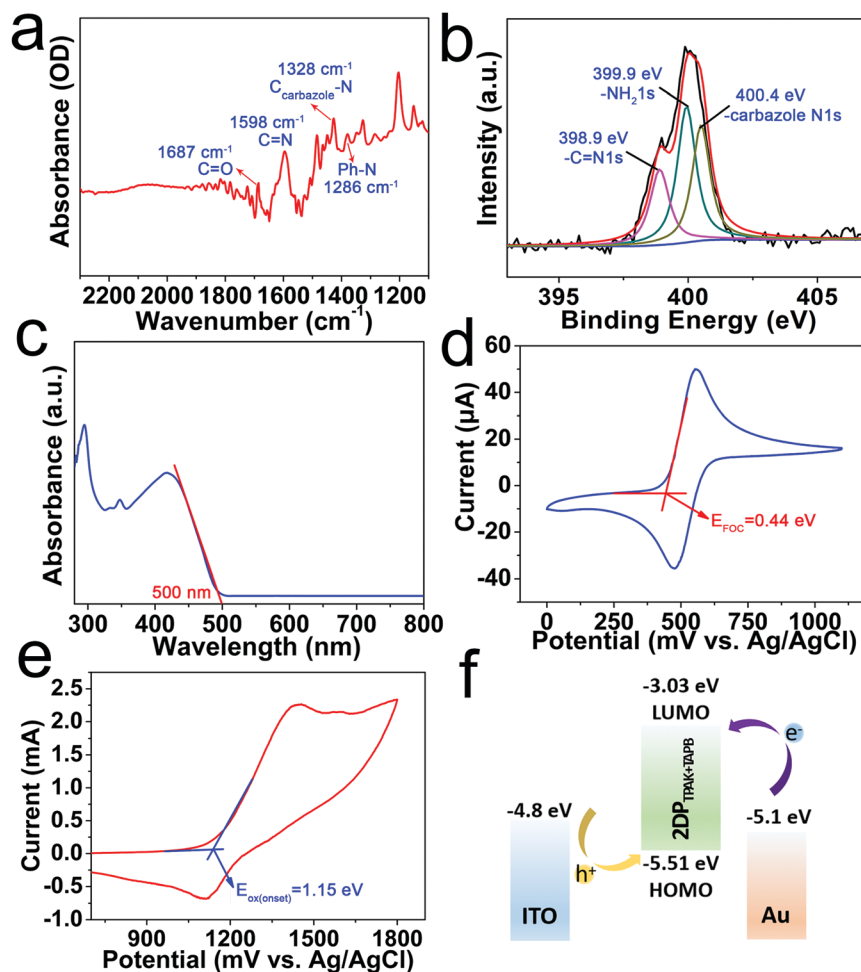 a
1328 cm-1
Ccarbazole-N
1598 cm-1
C=N
1687 cm-1
C=O
Ph-N
1286 cm-1
Absorbance (OD)
2200 2000 1800 1600 1400 1200
Wavenumber (cm-1)
b
399.9 eV
-NH21s
400.4 eV
-carbazole N1s
398.9 eV
-C=N1s
Intensity (a.u.)
395 400 405
Binding Energy (eV)
c
Absorbance (a.u.)
500 nm
300 400 500 600 700 800
Wavelength (nm)
d
Current (μA)
60
40
20
0
-20
-40
EFOC=0.44 eV
0 250 500 750 1000
Potential (mV vs. Ag/AgCl)
e
Current (mA)
2.5
2.0
1.5
1.0
0.5
0.0
-0.5
-1.0
Eox(onset)=1.15 eV
900 1200 1500 1800
Potential (mV vs. Ag/AgCl)
f
-3.03 eV
LUMO
e-
2DPTPAK+TAPB
-4.8 eV
-5.1 eV
h+
-5.51 eV
HOMO
ITO
Au